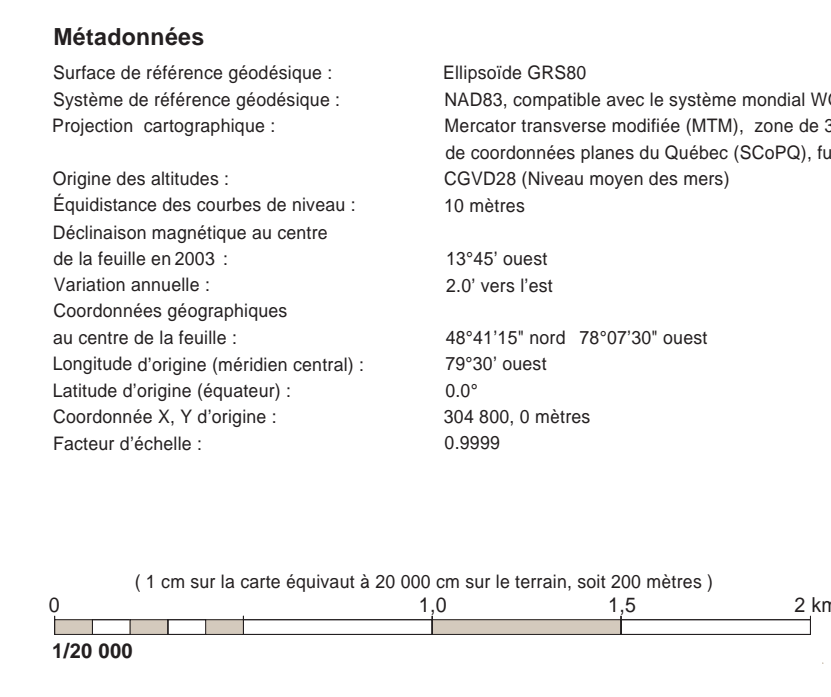 Métadonnées
Surface de référence géodésique : Ellipsoïde GRS80
Système de référence géodésique : NAD83, compatible avec le système mondial
Projection cartographique : Mercator transverse modifiée (MTM), zone de 3
de coordonnées planes du Québec (SCoPQ), fu
Origine des altitudes : CGVD28 (Niveau moyen des mers)
Équidistance des courbes de niveau : 10 mètres
Déclinaison magnétique au centre
de la feuille en 2003 : 13°45' ouest
Variation annuelle : 2.0' vers l'est
Coordonnées géographiques
au centre de la feuille : 48°41'15" nord 78°07'30" ouest
Longitude d'origine (méridien central) : 79°30' ouest
Latitude d'origine (équateur) : 0.0°
Coordonnée X, Y d'origine : 304 800, 0 mètres
Facteur d'échelle : 0.9999
( 1 cm sur la carte équivaut à 20 000 cm sur le terrain, soit 200 mètres )
0 1,0 1,5 2 km
1/20 000